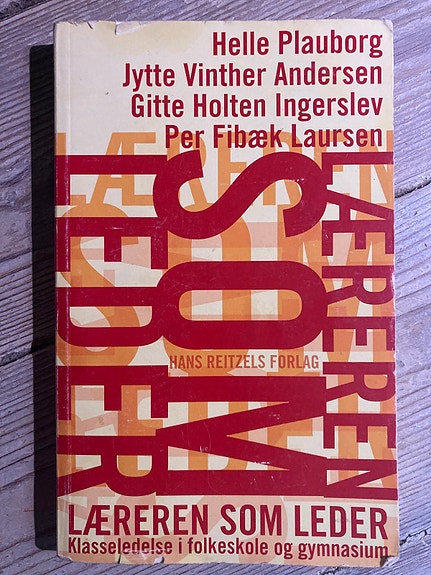 Helle Plauborg
Jytte Vinther Andersen
Gitte Holten Ingerslev
Per Fibæk Laursen
LÆREREN
SOM
LEDER
HANS REITZELS FORLAG
LÆREREN SOM LEDER
Klasseledelse i folkeskole og gymnasium